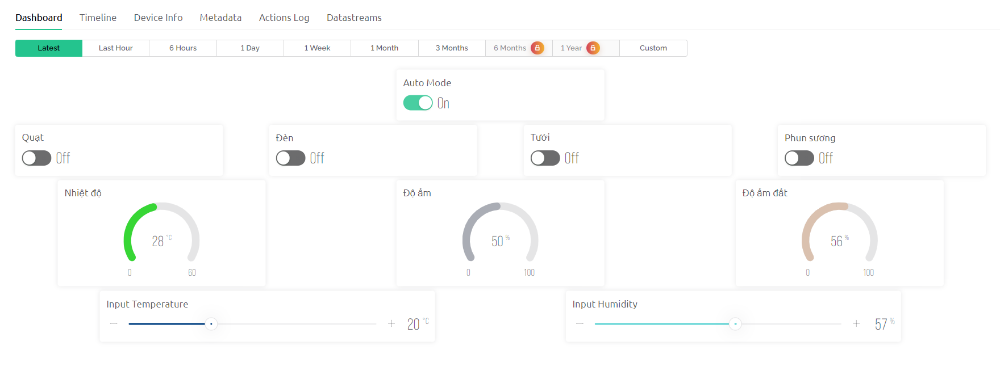 Dashboard Timeline Device Info Metadata Actions Log Datastreams
Latest Last Hour 6 Hours 1 Day 1 Week 1 Month 3 Months 6 Months 1 Year Custom
Auto Mode
On
Quạt Đèn Tưới Phun sương
Off Off Off Off
Nhiệt độ Độ ẩm Độ ẩm đất
28 °C 50 % 56 %
0 60 0 100 0 100
Input Temperature Input Humidity
— + 20 °C — + 57 %